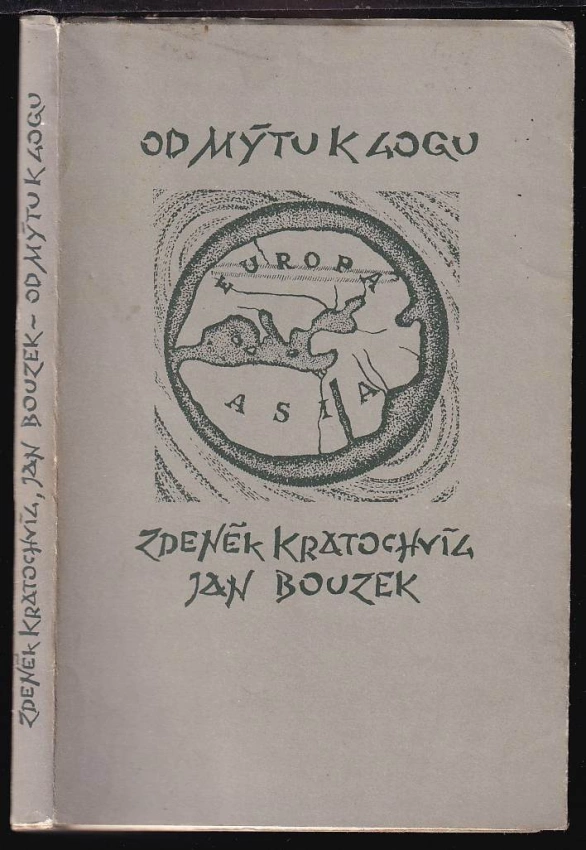 OD MÝTU K LOGU
EUROPA
ASIA
ZDENĚK KRATOCHVÍL
JAN BOUZEK
ZDENĚK KRATOCHVÍL, JAN BOUZEK ~ OD MÝTU K LOGU